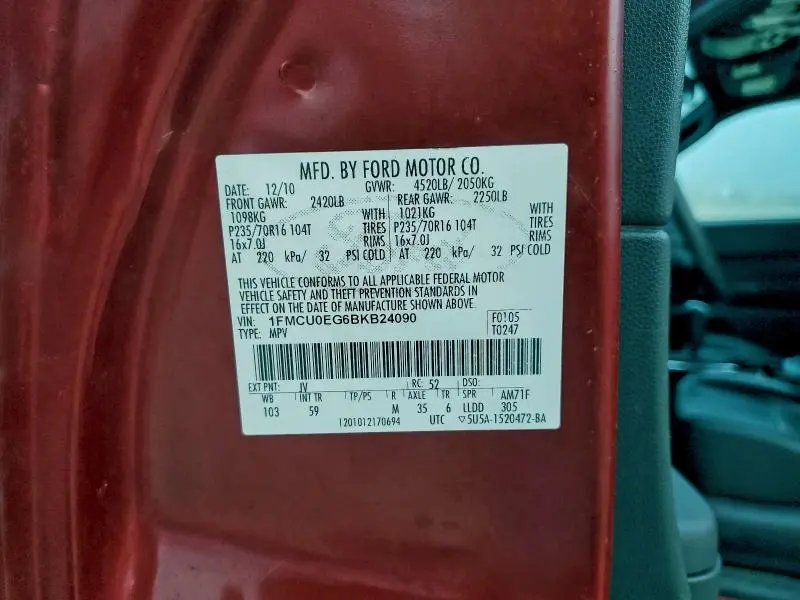 MFD. BY FORD MOTOR CO.
DATE: 12/10 GVWR: 4520LB/ 2050KG
FRONT GAWR: 2420LB REAR GAWR: 2250LB
1098KG WITH 1021KG WITH
P235/70R16 104T TIRES P235/70R16 104T TIRES
16x7.0J RIMS 16x7.0J RIMS
AT 220 kPa/ 32 PSI COLD AT 220 kPa/ 32 PSI COLD
THIS VEHICLE CONFORMS TO ALL APPLICABLE FEDERAL MOTOR
VEHICLE SAFETY AND THEFT PREVENTION STANDARDS IN
EFFECT ON THE DATE OF MANUFACTURE SHOWN ABOVE.
VIN: 1FMCU0EG6BKB24090 F0105
TYPE: MPV T0247
EXT PNT: JV RC: 52 DSO:
WB INT TR TP/PS R AXLE TR SPR AM71F
103 59 M 35 6 LLDD 305
1201012170694 UTC ▽5U5A-1520472-BA